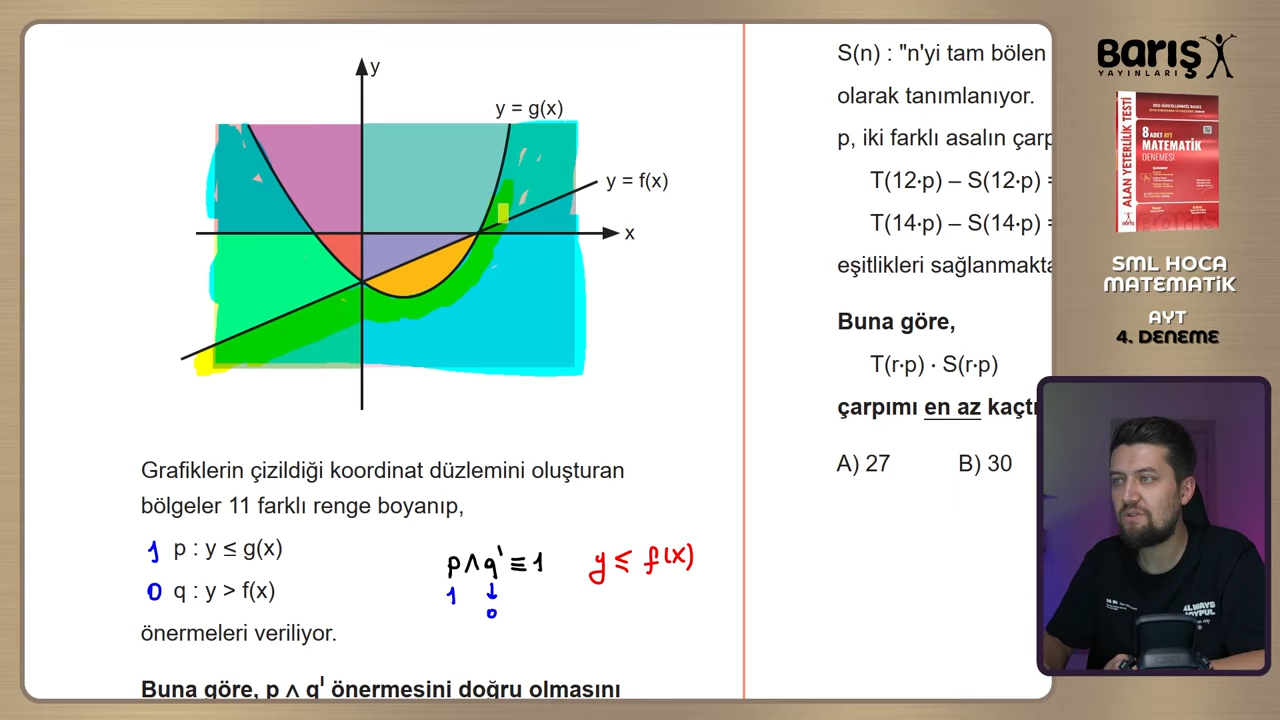 y
y = g(x)
y = f(x)
x
Grafiklerin çizildiği koordinat düzlemini oluşturan
bölgeler 11 farklı renge boyanıp,
1 p : y ≤ g(x)
0 q : y > f(x)
p ∧ q' ≡ 1
1 ↓
0
y ≤ f(x)
önermeleri veriliyor.
Buna göre, p ∧ q' önermesini doğru olmasını
S(n) : "n'yi tam bölen
olarak tanımlanıyor.
p, iki farklı asalın çarp
T(12·p) – S(12·p) =
T(14·p) – S(14·p) =
eşitlikleri sağlanmakta
Buna göre,
T(r·p) · S(r·p)
çarpımı en az kaçtı
A) 27 B) 30
BARIŞ
YAYINLARI
ALAN YETERLİLİK TESTİ
8 ADET AYT
MATEMATİK
DENEMESİ
SML HOCA
MATEMATİK
AYT
4. DENEME
ALWAYS
JOYFUL